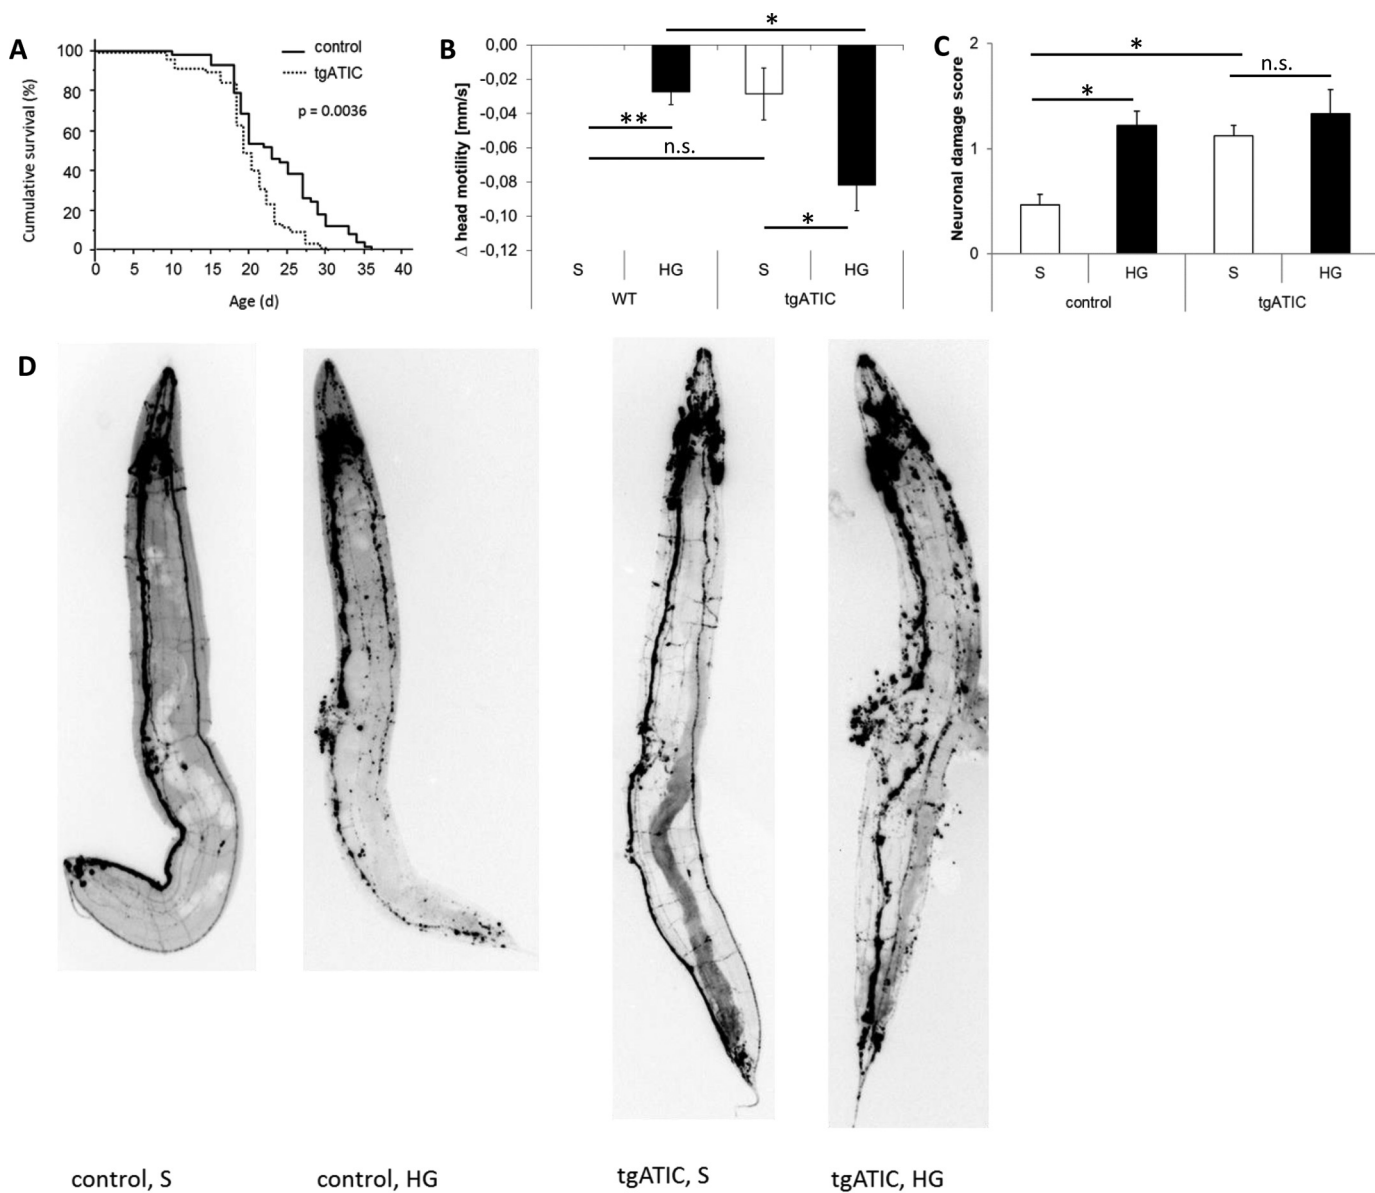 A
control
tgATIC
p = 0.0036
Cumulative survival (%)
100
80
60
40
20
0
0 5 10 15 20 25 30 35 40
Age (d)
B
0,00
-0,02
-0,04
-0,06
-0,08
-0,10
-0,12
Δ head motility [mm/s]
*
**
n.s.
*
S HG S HG
WT tgATIC
C
2
1
0
Neuronal damage score
*
n.s.
*
S HG S HG
control tgATIC
D
control, S control, HG tgATIC, S tgATIC, HG